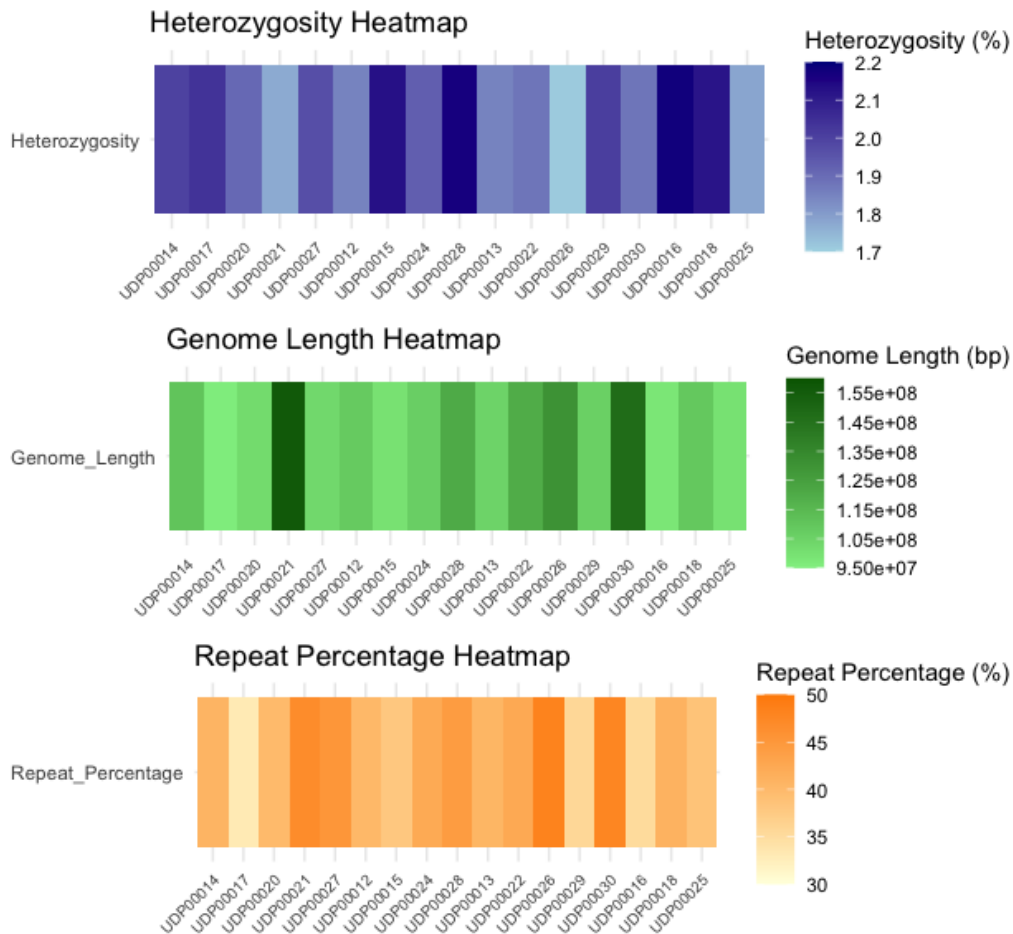 Heterozygosity Heatmap
Heterozygosity (%)
2.2
2.1
2.0
1.9
1.8
1.7
Heterozygosity
UDP00014 UDP00017 UDP00020 UDP00021 UDP00027 UDP00012 UDP00015 UDP00024 UDP00028 UDP00013 UDP00022 UDP00026 UDP00029 UDP00030 UDP00016 UDP00018 UDP00025
Genome Length Heatmap
Genome Length (bp)
1.55e+08
1.45e+08
1.35e+08
1.25e+08
1.15e+08
1.05e+08
9.50e+07
Genome_Length
UDP00014 UDP00017 UDP00020 UDP00021 UDP00027 UDP00012 UDP00015 UDP00024 UDP00028 UDP00013 UDP00022 UDP00026 UDP00029 UDP00030 UDP00016 UDP00018 UDP00025
Repeat Percentage Heatmap
Repeat Percentage (%)
50
45
40
35
30
Repeat_Percentage
UDP00014 UDP00017 UDP00020 UDP00021 UDP00027 UDP00012 UDP00015 UDP00024 UDP00028 UDP00013 UDP00022 UDP00026 UDP00029 UDP00030 UDP00016 UDP00018 UDP00025